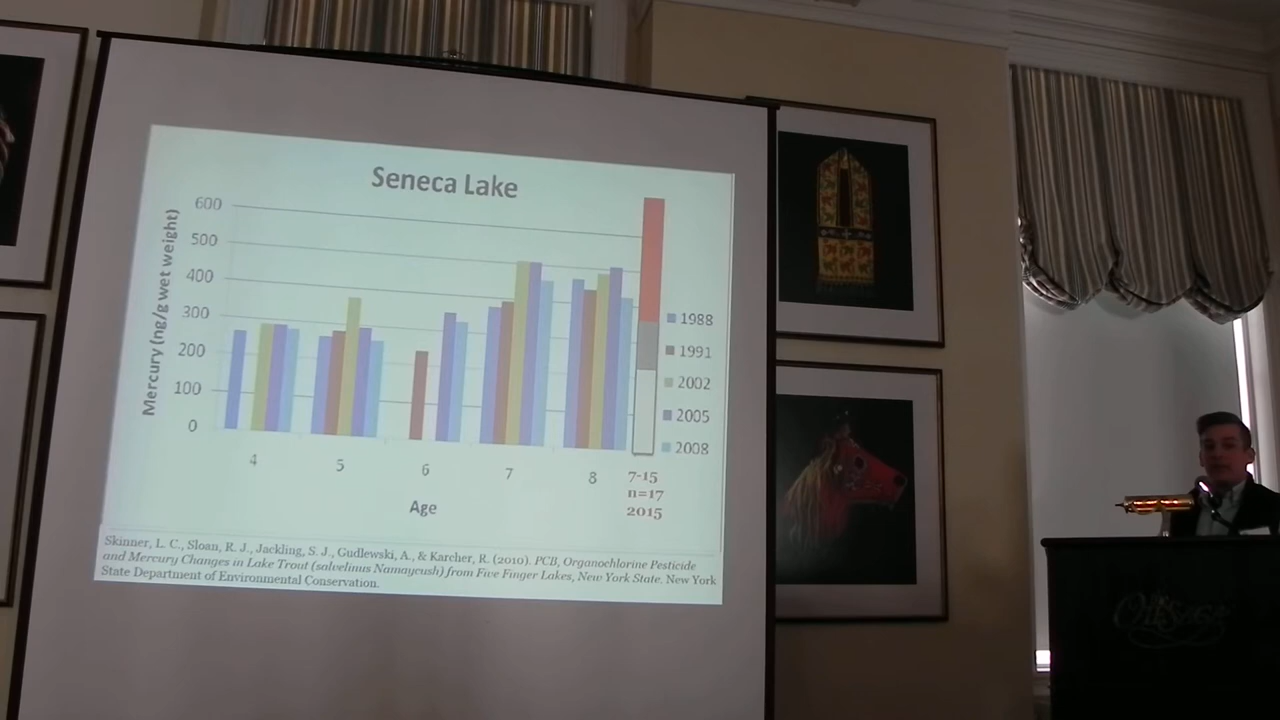 Seneca Lake
Mercury (ng/g wet weight)
600
500
400
300
200
100
0
4
5
6
7
8
7-15
n=17
2015
Age
1988
1991
2002
2005
2008
Skinner, L. C., Sloan, R. J., Jackling, S. J., Gudlewski, A., & Karcher, R. (2010). PCB, Organochlorine Pesticide
and Mercury Changes in Lake Trout (salvelinus Namaycush) from Five Finger Lakes, New York State. New York
State Department of Environmental Conservation.